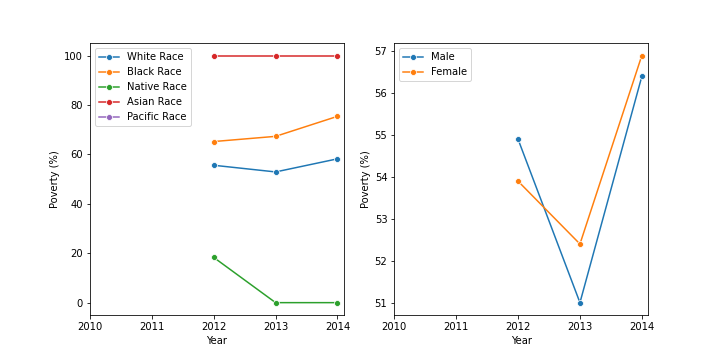 100
80
60
40
20
0
Poverty (%)
White Race
Black Race
Native Race
Asian Race
Pacific Race
2010 2011 2012 2013 2014
Year
57
56
55
54
53
52
51
Poverty (%)
Male
Female
2010 2011 2012 2013 2014
Year